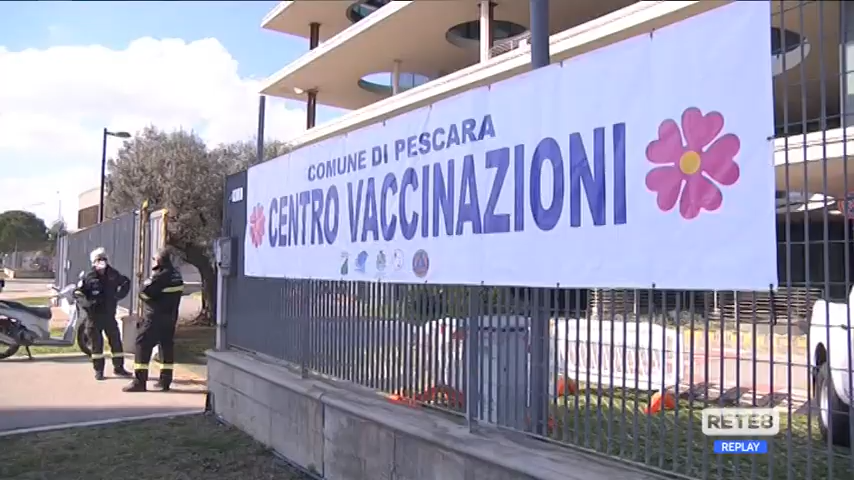 COMUNE DI PESCARA
CENTRO VACCINAZIONI
RETE8
REPLAY